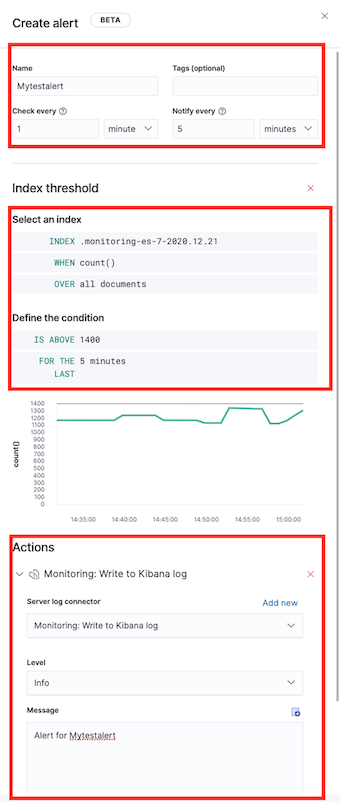 Create alert BETA
Name Tags (optional)
Mytestalert
Check every Notify every
1 minute 5 minutes
Index threshold
Select an index
INDEX .monitoring-es-7-2020.12.21
WHEN count()
OVER all documents
Define the condition
IS ABOVE 1400
FOR THE 5 minutes
LAST
1400
1300
1200
1100
1000
900
800
700
600
500
400
300
200
100
0
count()
14:35:00 14:40:00 14:45:00 14:50:00 14:55:00 15:00:00
Actions
Monitoring: Write to Kibana log
Server log connector Add new
Monitoring: Write to Kibana log
Level
Info
Message
Alert for Mytestalert